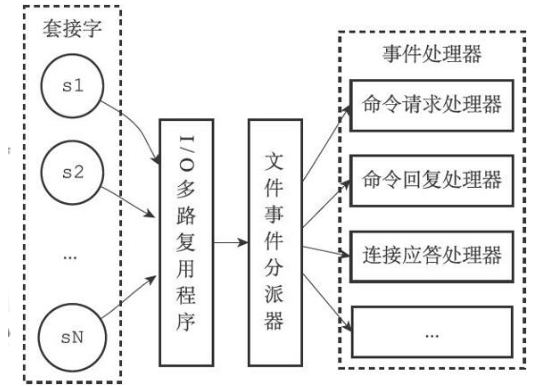 套接字
s1
s2
...
sN
I/O多路复用程序
文件事件分派器
事件处理器
命令请求处理器
命令回复处理器
连接应答处理器
...